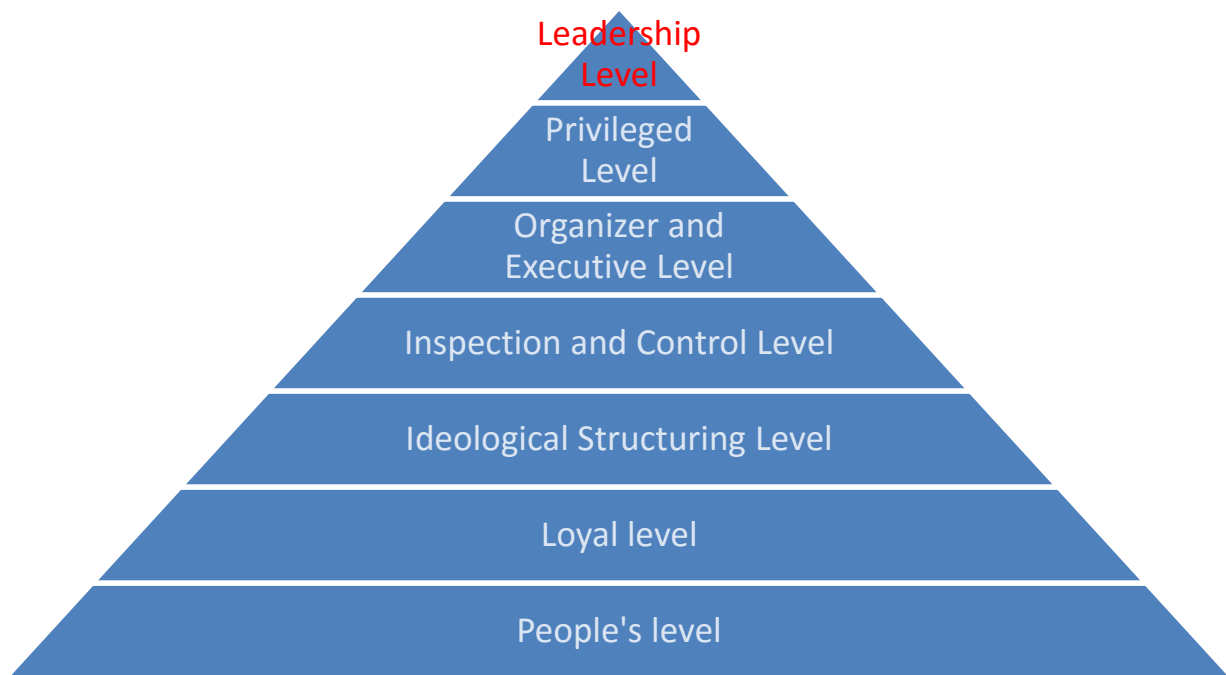 Leadership
Level
Privileged
Level
Organizer and
Executive Level
Inspection and Control Level
Ideological Structuring Level
Loyal level
People's level